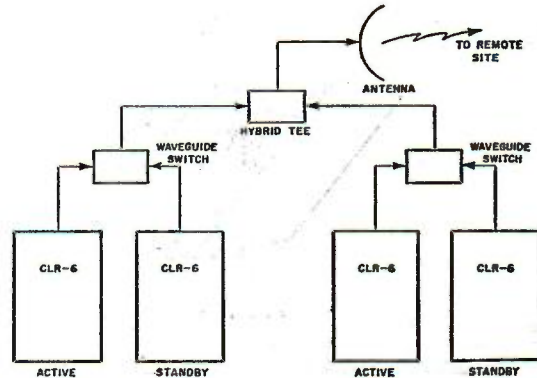 TO REMOTE
SITE
ANTENNA
HYBRID TEE
WAVEGUIDE
SWITCH
WAVEGUIDE
SWITCH
CLR-6
CLR-6
CLR-6
CLR-6
ACTIVE
STANDBY
ACTIVE
STANDBY